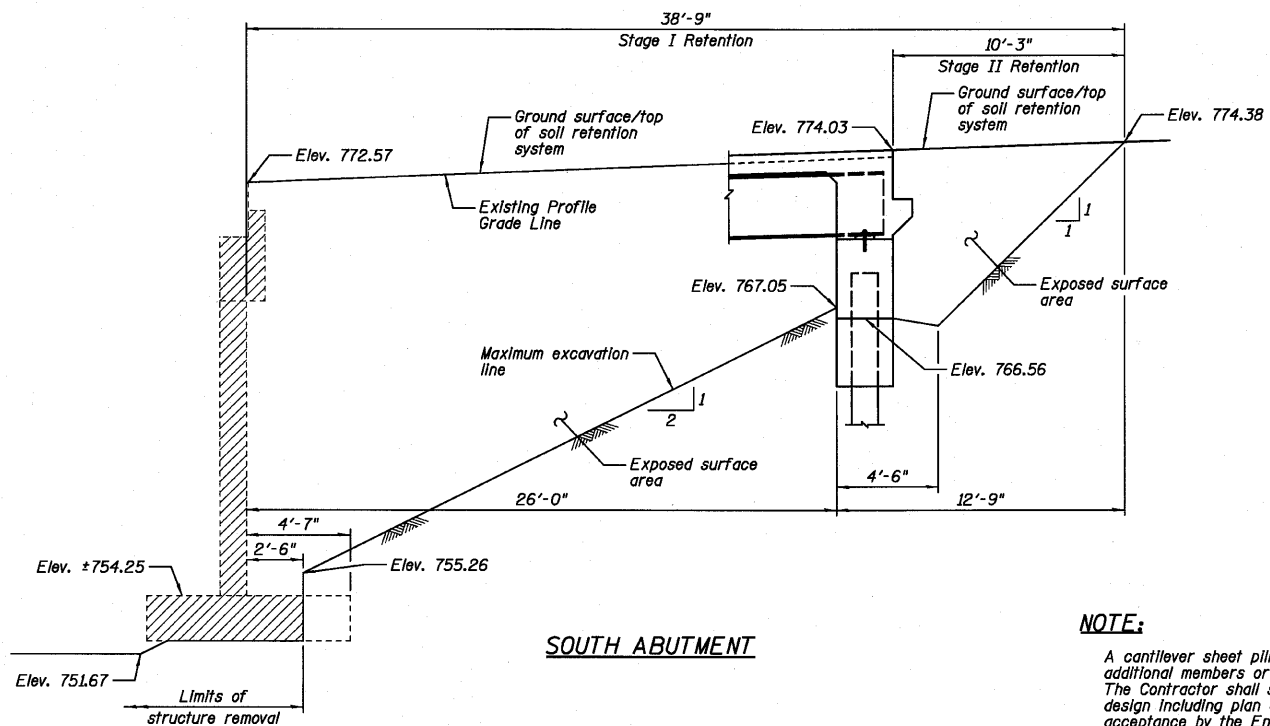 38'-9"
Stage I Retention
10'-3"
Stage II Retention
Ground surface/top
of soil retention
system
Elev. 774.03
Ground surface/top
of soil retention
system
Elev. 774.38
Elev. 772.57
Existing Profile
Grade Line
1
1
Exposed surface
area
Elev. 767.05
Maximum excavation
line
1
2
Elev. 766.56
Exposed surface
area
4'-6"
26'-0"
12'-9"
4'-7"
2'-6"
Elev. ±754.25
Elev. 755.26
SOUTH ABUTMENT
NOTE:
A cantilever sheet pili
additional members or
The Contractor shall s
design including plan
acceptance by the En
Elev. 751.67
Limits of
structure removal